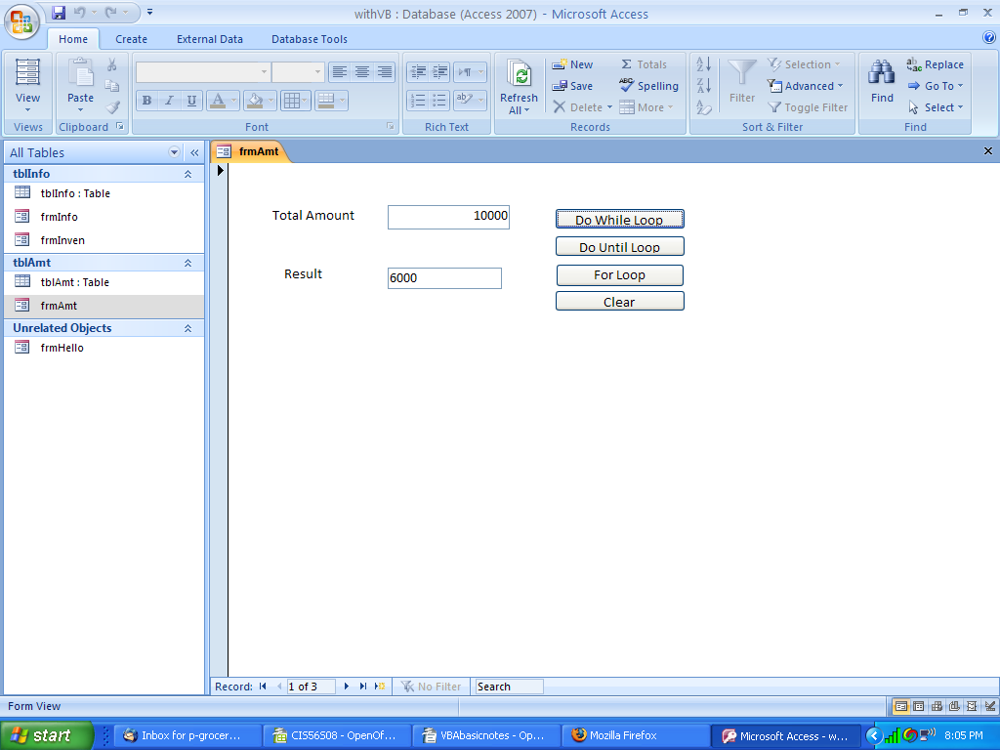 withVB : Database (Access 2007) - Microsoft Access
Home Create External Data Database Tools
View
Views
Paste
Clipboard
B I U A
Font
Rich Text
Refresh All
New
Save
Delete
Totals
Spelling
More
Records
Filter
Selection
Advanced
Toggle Filter
Sort & Filter
Find
Replace
Go To
Select
Find
All Tables
tblInfo
tblInfo : Table
frmInfo
frmInven
tblAmt
tblAmt : Table
frmAmt
Unrelated Objects
frmHello
frmAmt
Total Amount 10000
Result 6000
Do While Loop
Do Until Loop
For Loop
Clear
Record: 1 of 3 No Filter Search
Form View
start Inbox for p-grocer... CIS56S08 - OpenOf... VBAbasicnotes - Op... Mozilla Firefox Microsoft Access - w... 8:05 PM